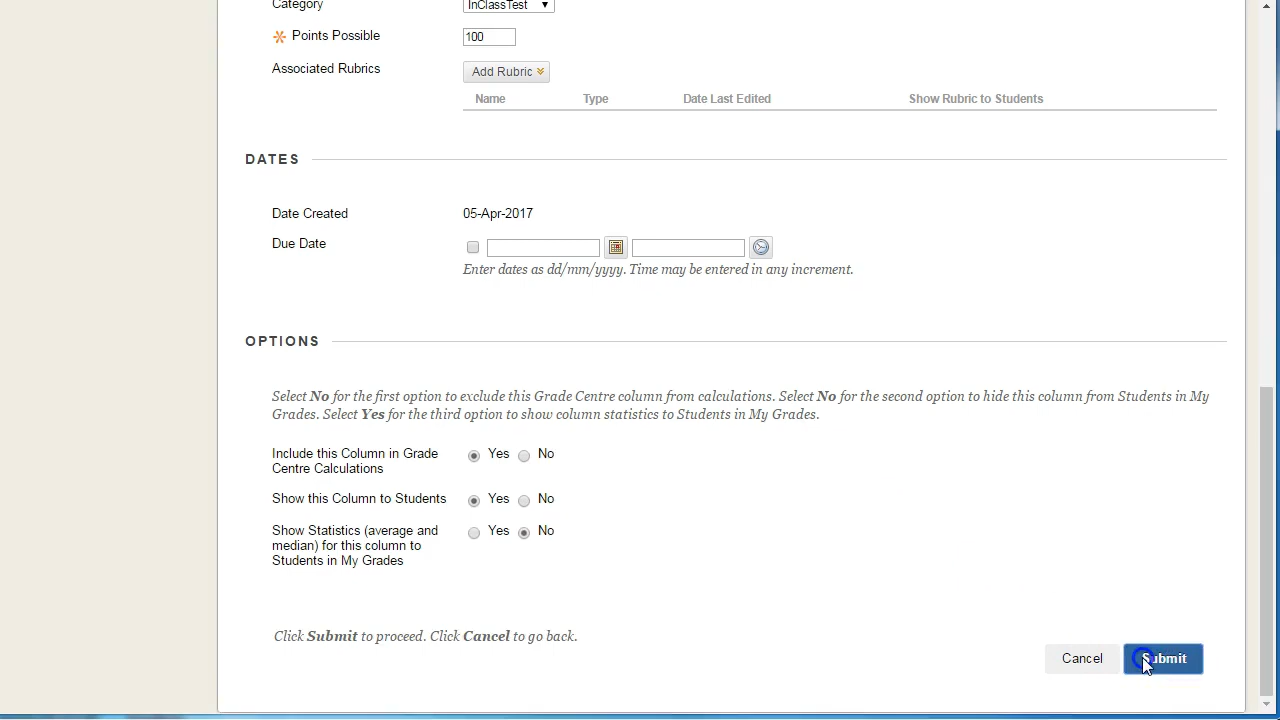 Category
InClassTest
Points Possible
100
Associated Rubrics
Add Rubric
Name Type Date Last Edited Show Rubric to Students
DATES
Date Created
05-Apr-2017
Due Date
Enter dates as dd/mm/yyyy. Time may be entered in any increment.
OPTIONS
Select No for the first option to exclude this Grade Centre column from calculations. Select No for the second option to hide this column from Students in My
Grades. Select Yes for the third option to show column statistics to Students in My Grades.
Include this Column in Grade
Centre Calculations
Yes No
Show this Column to Students
Yes No
Show Statistics (average and
median) for this column to
Students in My Grades
Yes No
Click Submit to proceed. Click Cancel to go back.
Cancel
Submit